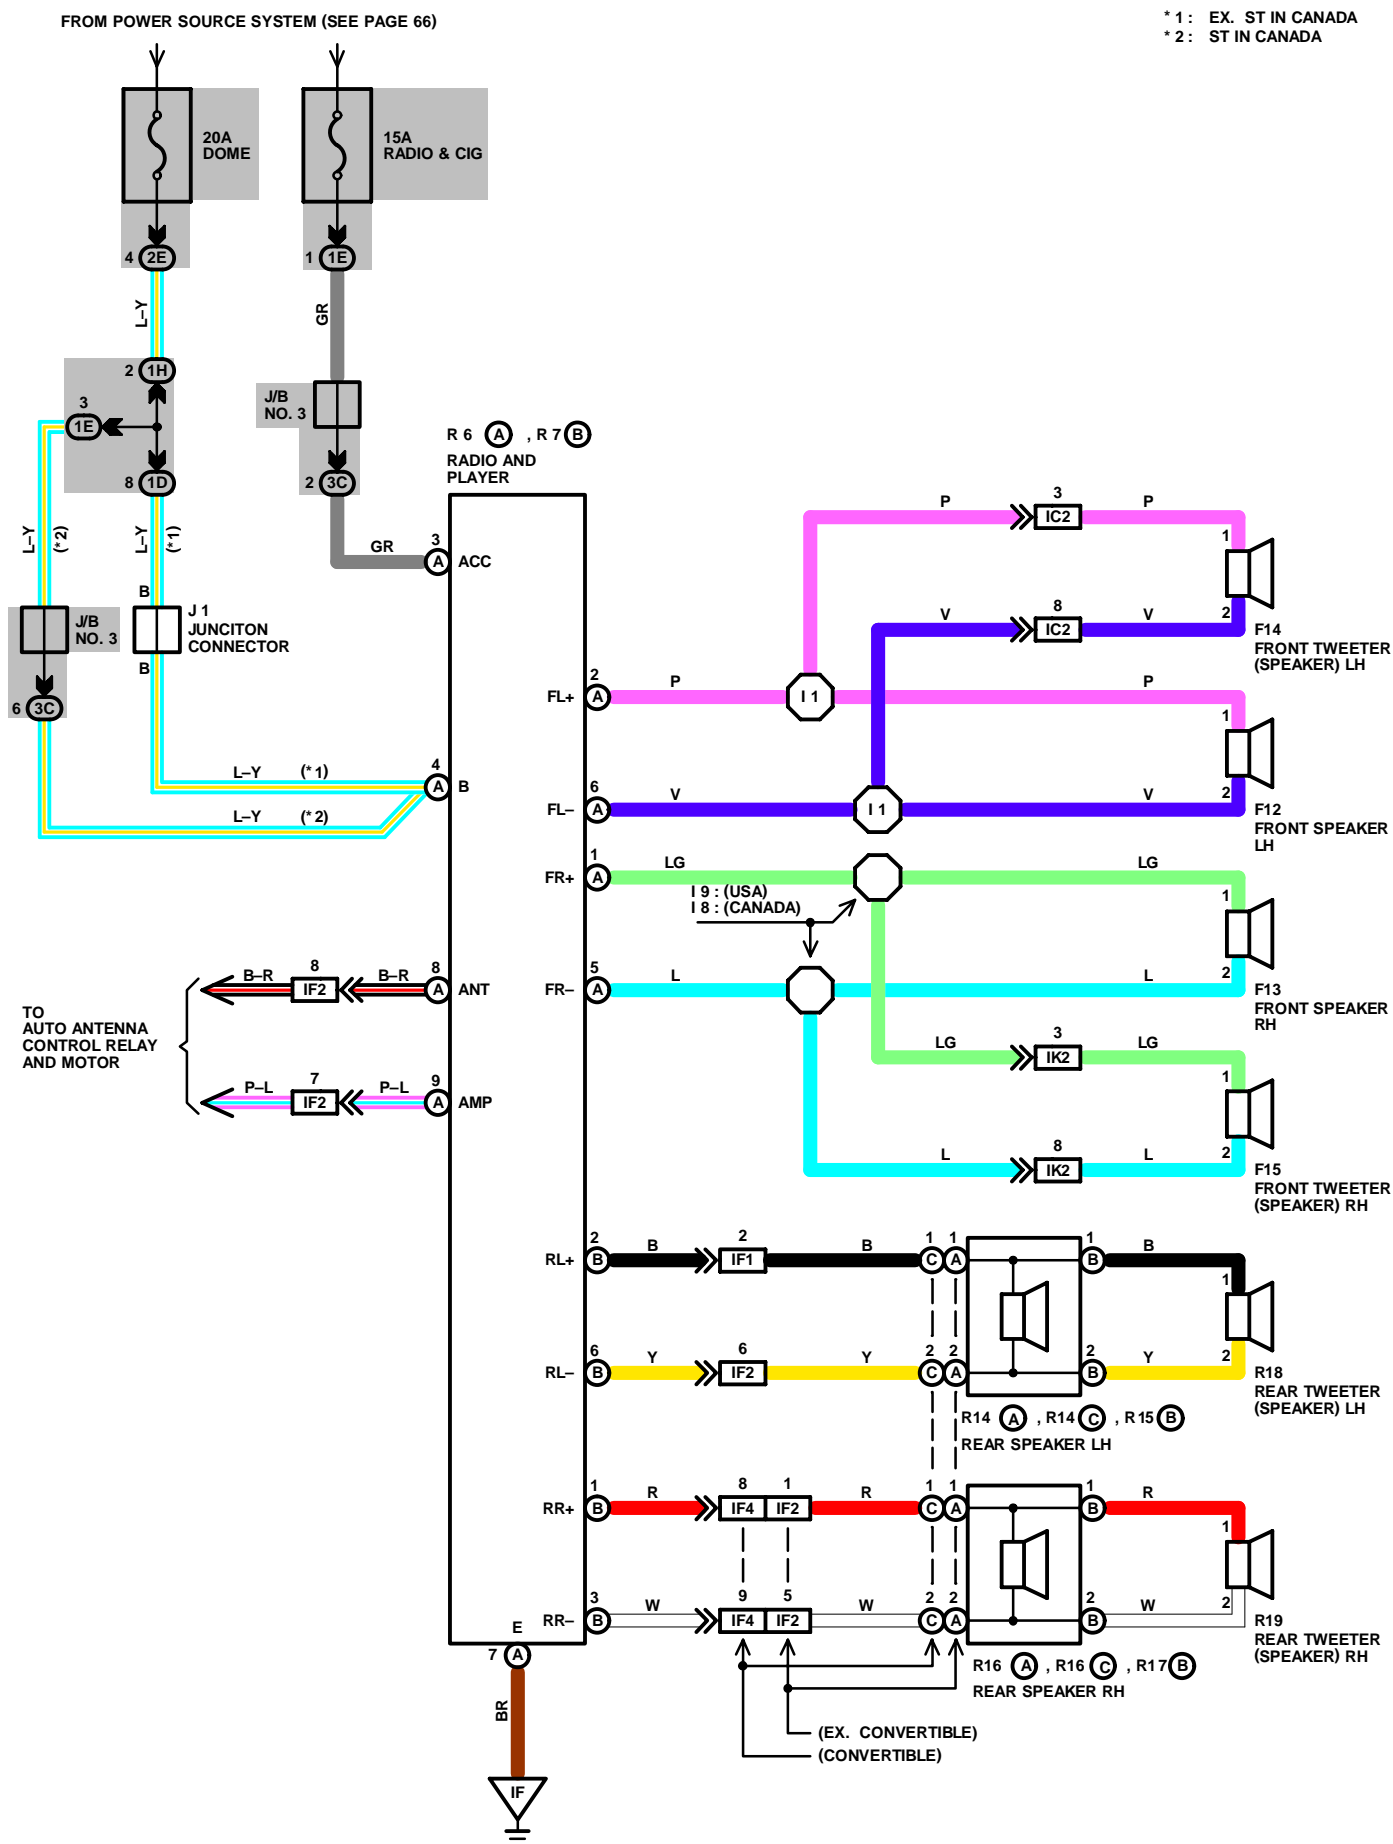 FROM POWER SOURCE SYSTEM (SEE PAGE 66)
* 1 : EX. ST IN CANADA
* 2 : ST IN CANADA
20A
DOME
15A
RADIO & CIG
4 2E
1 1E
L–Y
GR
2 1H
3
1E
8 1D
J/B
NO. 3
2 3C
L–Y
(* 2)
L–Y
(* 1)
GR
B
J 1
JUNCITON
CONNECTOR
B
J/B
NO. 3
6 3C
R 6 A , R 7 B
RADIO AND
PLAYER
3
A ACC
4
A B
L–Y (* 1)
L–Y (* 2)
P
3
IC2
P
1
V
8
IC2
V
2
F14
FRONT TWEETER
(SPEAKER) LH
FL+
2
A
P
I 1
P
1
FL–
6
A
V
I 1
V
2
F12
FRONT SPEAKER
LH
FR+
1
A
LG
LG
1
I 9 : (USA)
I 8 : (CANADA)
FR–
5
A
L
L
2
F13
FRONT SPEAKER
RH
LG
3
IK2
LG
1
L
8
IK2
L
2
F15
FRONT TWEETER
(SPEAKER) RH
TO
AUTO ANTENNA
CONTROL RELAY
AND MOTOR
B–R
8
IF2
B–R
8
A ANT
P–L
7
IF2
P–L
9
A AMP
RL+
2
B
B
2
IF1
B
1 1
C A
1
B
B
1
RL–
6
B
Y
6
IF2
Y
2 2
C A
2
B
Y
2
R18
REAR TWEETER
(SPEAKER) LH
R14 A , R14 C , R15 B
REAR SPEAKER LH
RR+
1
B
R
8 1
IF4 IF2
R
1 1
C A
1
B
R
1
RR–
3
B
W
9 5
IF4 IF2
W
2 2
C A
2
B
W
2
R19
REAR TWEETER
(SPEAKER) RH
R16 A , R16 C , R17 B
REAR SPEAKER RH
(EX. CONVERTIBLE)
(CONVERTIBLE)
E
7 A
BR
IF